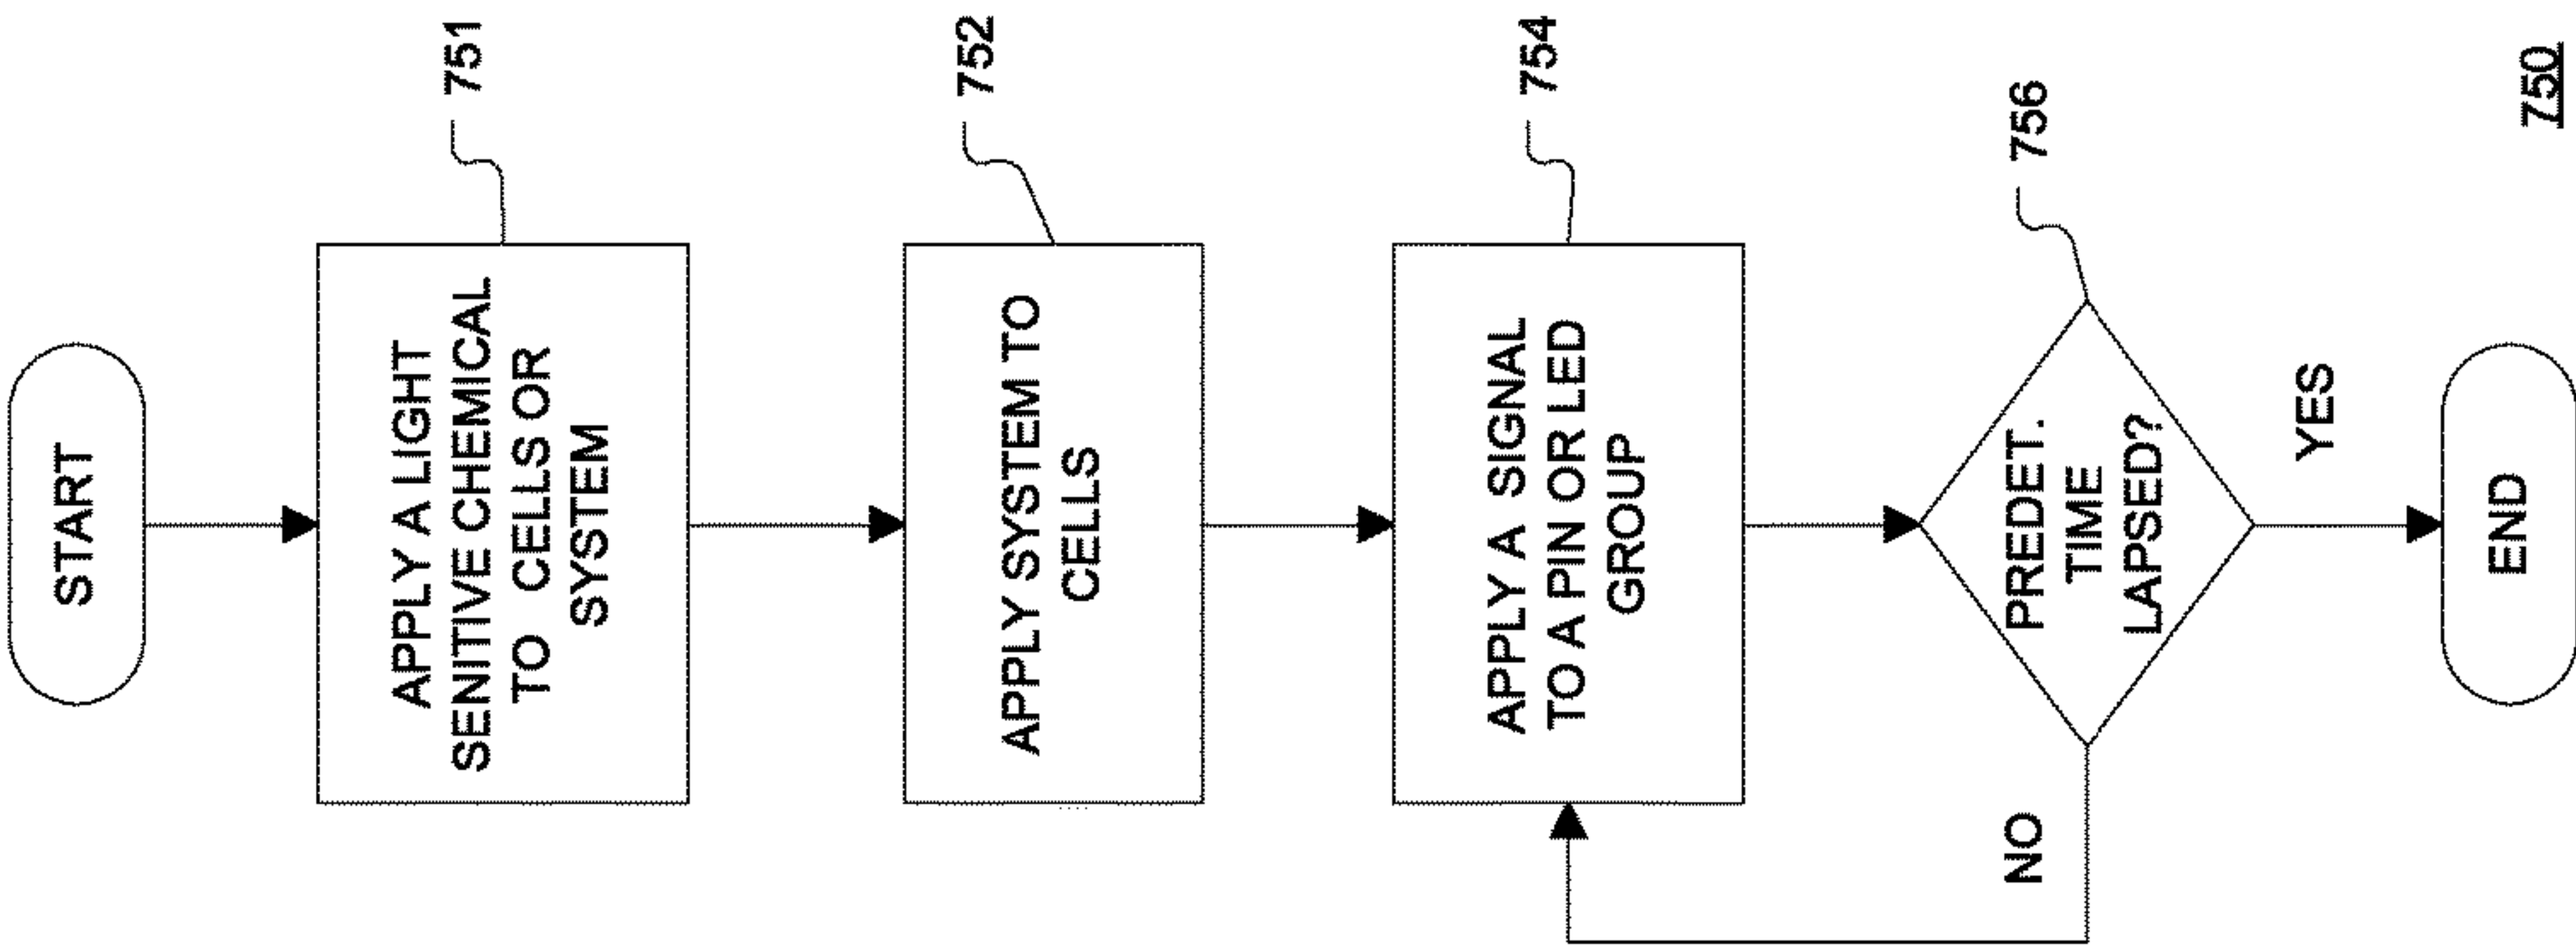 START
APPLY A LIGHT
SENITIVE CHEMICAL
TO CELLS OR
SYSTEM
751
APPLY SYSTEM TO
CELLS
752
APPLY A SIGNAL
TO A PIN OR LED
GROUP
754
PREDET.
TIME
LAPSED?
756
NO
YES
END
750